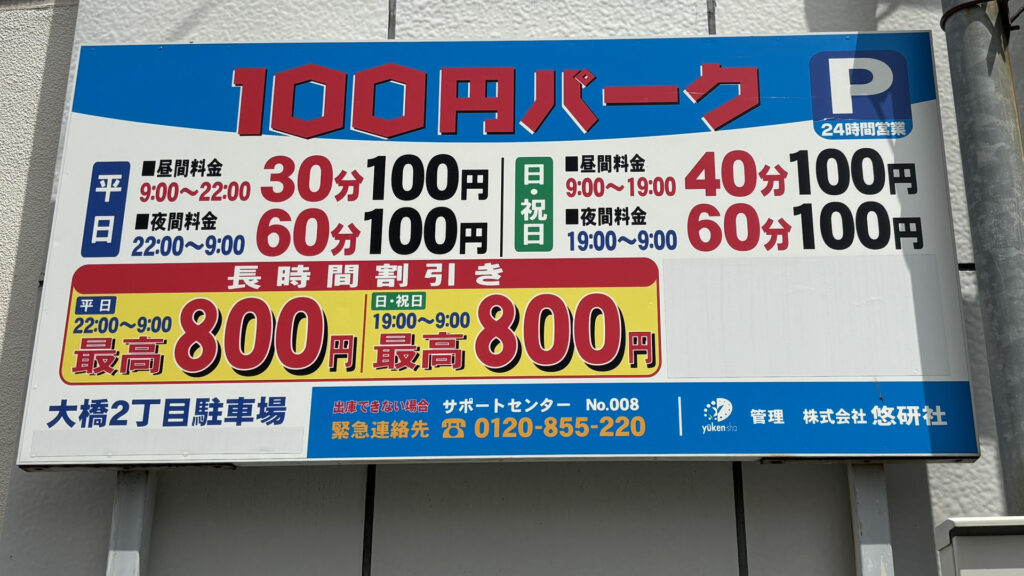 100円パーク
P
24時間営業
平日
■昼間料金
9:00～22:00 30分100円
■夜間料金
22:00～9:00 60分100円
日・祝日
■昼間料金
9:00～19:00 40分100円
■夜間料金
19:00～9:00 60分100円
長時間割引き
平日
22:00～9:00
最高800円
日・祝日
19:00～9:00
最高800円
大橋2丁目駐車場
出庫できない場合 サポートセンター No.008
緊急連絡先 ☎ 0120-855-220
yūken-sha
管理 株式会社 悠研社